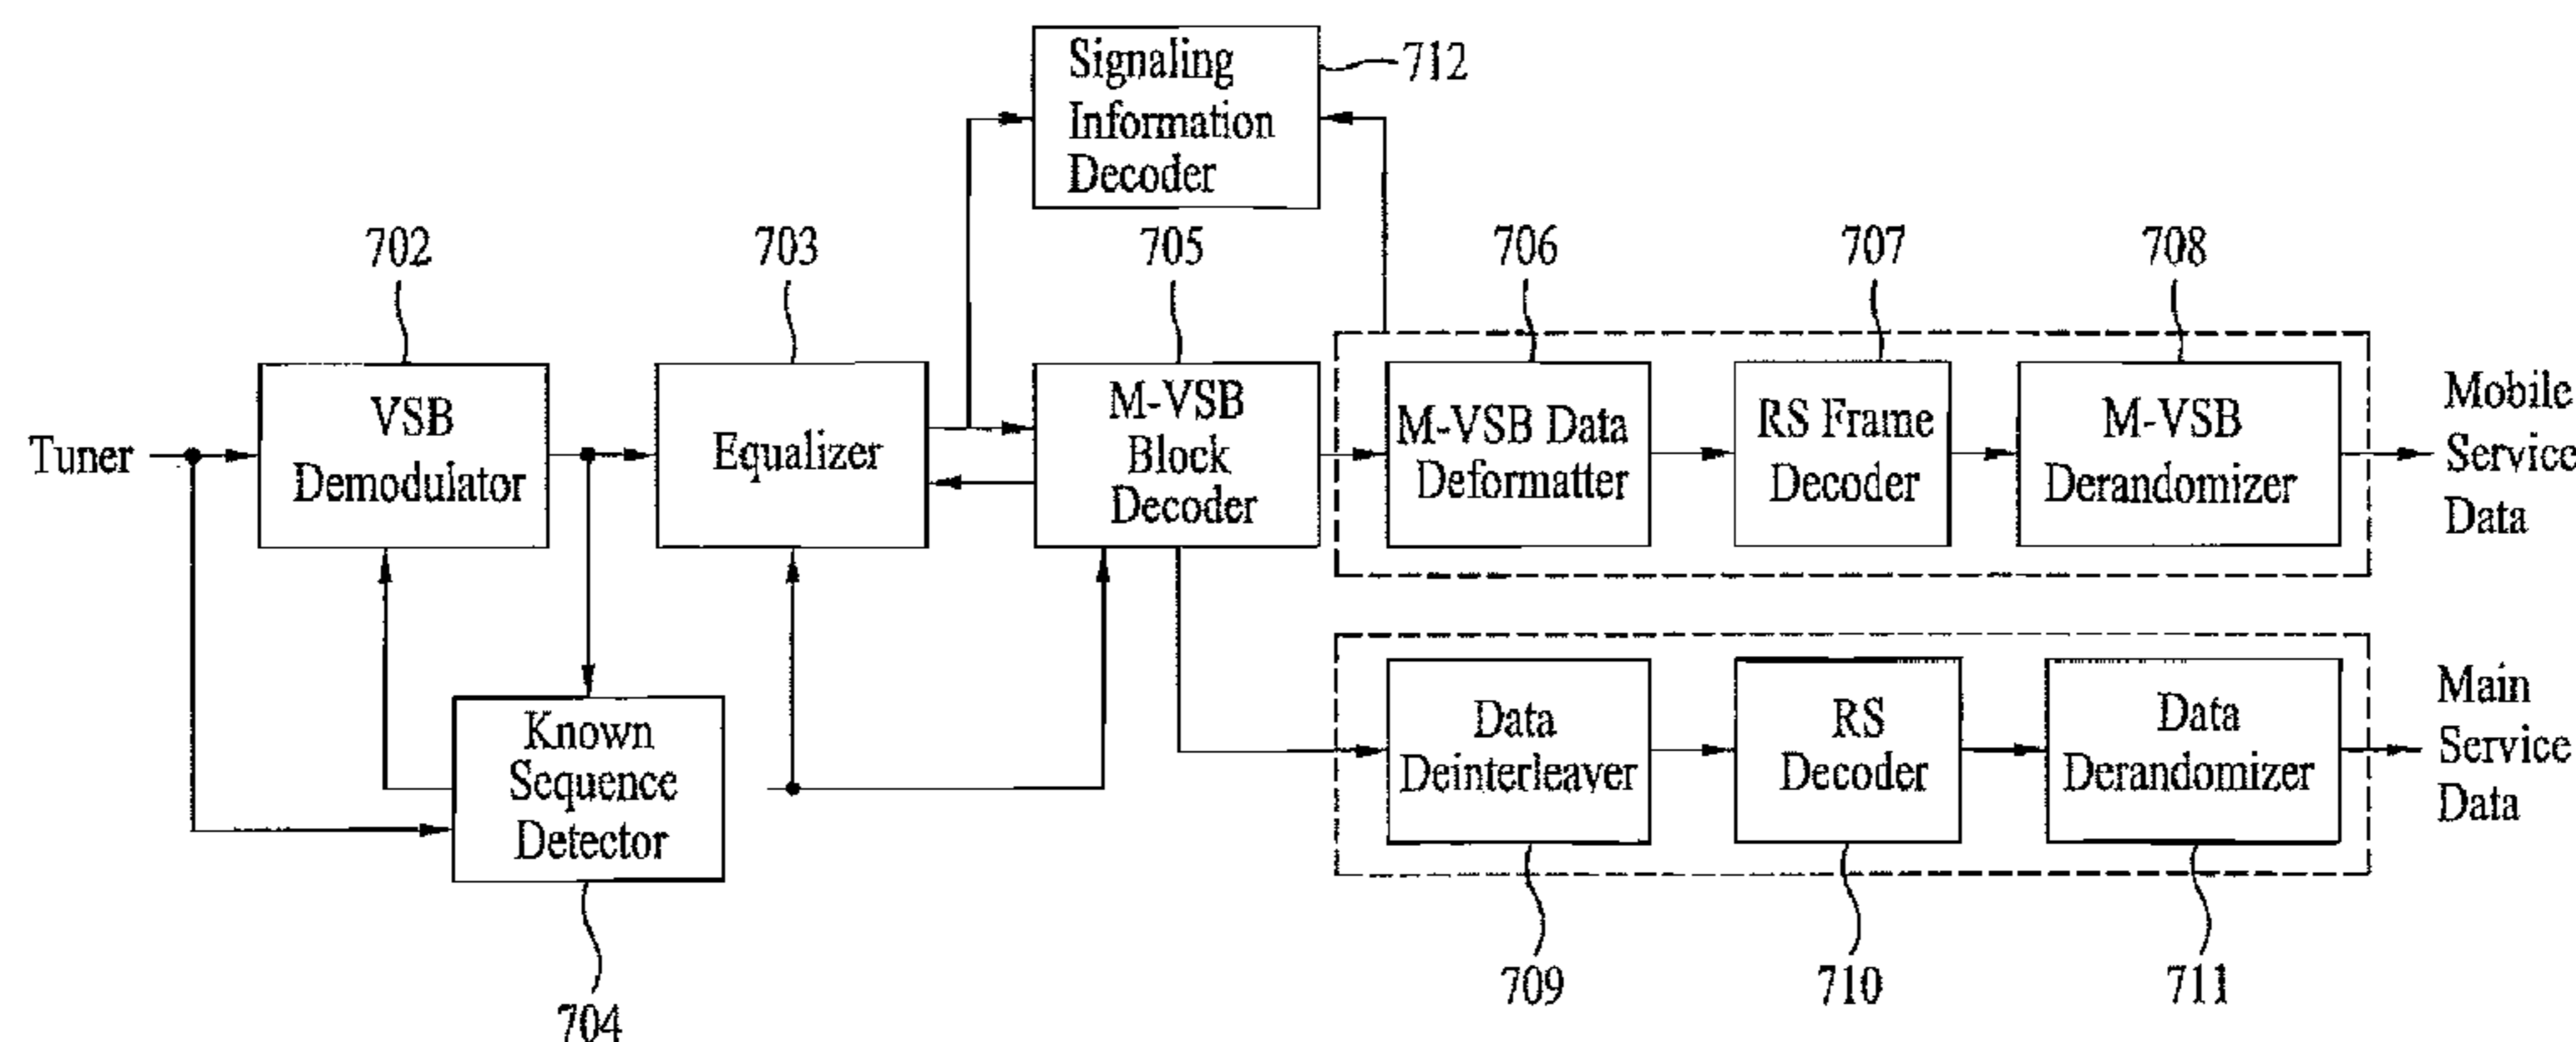 Signaling
Information
Decoder
712
702
703
705
706
707
708
Tuner
VSB
Demodulator
Equalizer
M-VSB
Block
Decoder
M-VSB Data
Deformatter
RS Frame
Decoder
M-VSB
Derandomizer
Mobile
Service
Data
Known
Sequence
Detector
Data
Deinterleaver
RS
Decoder
Data
Derandomizer
Main
Service
Data
704
709
710
711